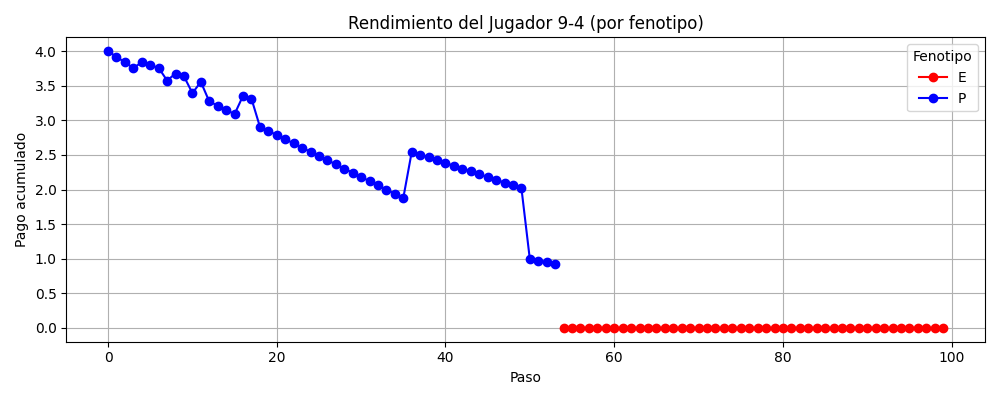 Rendimiento del Jugador 9-4 (por fenotipo)
Pago acumulado
4.0
3.5
3.0
2.5
2.0
1.5
1.0
0.5
0.0
Fenotipo
E
P
0 20 40 60 80 100
Paso